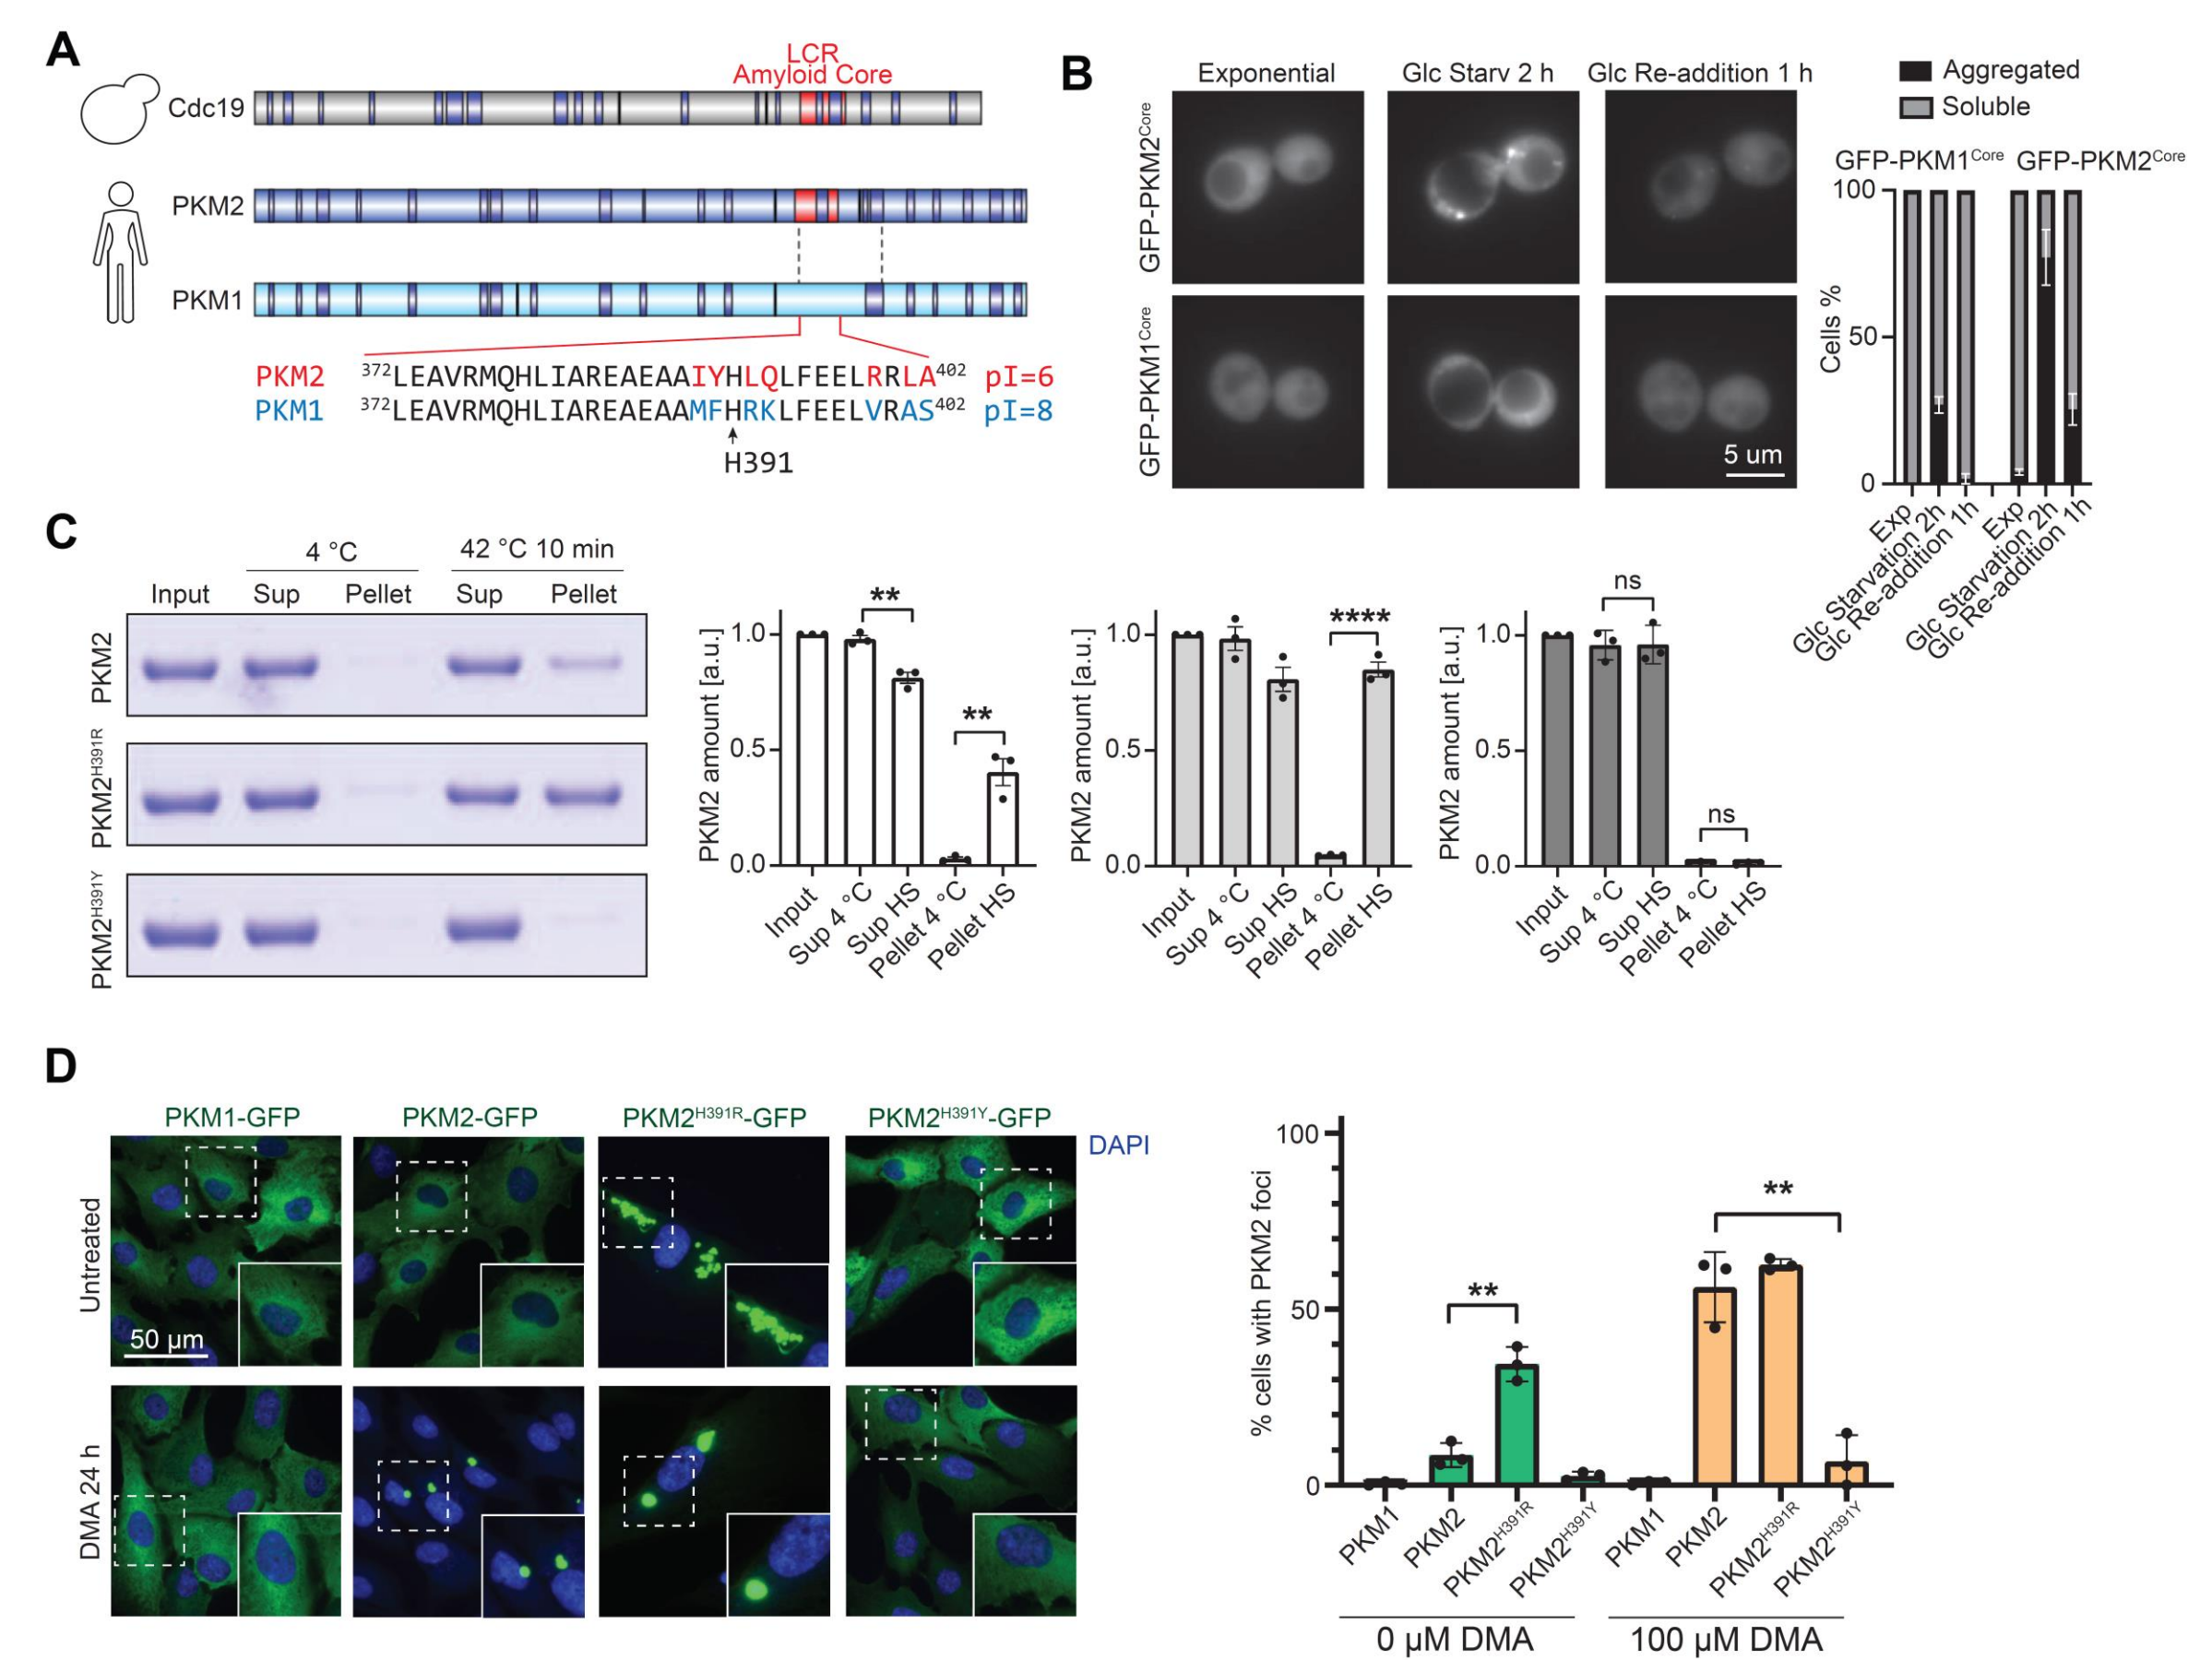 A
LCR
Amyloid Core
Cdc19
PKM2
PKM1
PKM2 ³⁷²LEAVRMQHLIAREAEAAIYHLQLFEELRRLA⁴⁰² pI=6
PKM1 ³⁷²LEAVRMQHLIAREAEAAMFHRKLFEELVRAS⁴⁰² pI=8
H391
B
Exponential Glc Starv 2 h Glc Re-addition 1 h
GFP-PKM2ᶜᵒʳᵉ
GFP-PKM1ᶜᵒʳᵉ
5 um
Aggregated
Soluble
GFP-PKM1ᶜᵒʳᵉ GFP-PKM2ᶜᵒʳᵉ
Cells %
100
50
0
Exp
Glc Starvation 2h
Glc Re-addition 1h
Exp
Glc Starvation 2h
Glc Re-addition 1h
C
4 °C 42 °C 10 min
Input Sup Pellet Sup Pellet
PKM2
PKM2ᴴ³⁹¹ᴿ
PKM2ᴴ³⁹¹ʸ
PKM2 amount [a.u.]
1.0
0.5
0.0
**
**
Input
Sup 4 °C
Sup HS
Pellet 4 °C
Pellet HS
PKM2 amount [a.u.]
1.0
0.5
0.0
****
Input
Sup 4 °C
Sup HS
Pellet 4 °C
Pellet HS
PKM2 amount [a.u.]
1.0
0.5
0.0
ns
ns
Input
Sup 4 °C
Sup HS
Pellet 4 °C
Pellet HS
D
PKM1-GFP PKM2-GFP PKM2ᴴ³⁹¹ᴿ-GFP PKM2ᴴ³⁹¹ʸ-GFP
DAPI
Untreated
50 µm
DMA 24 h
% cells with PKM2 foci
100
50
0
**
**
PKM1
PKM2
PKM2ᴴ³⁹¹ᴿ
PKM2ᴴ³⁹¹ʸ
PKM1
PKM2
PKM2ᴴ³⁹¹ᴿ
PKM2ᴴ³⁹¹ʸ
0 µM DMA 100 µM DMA